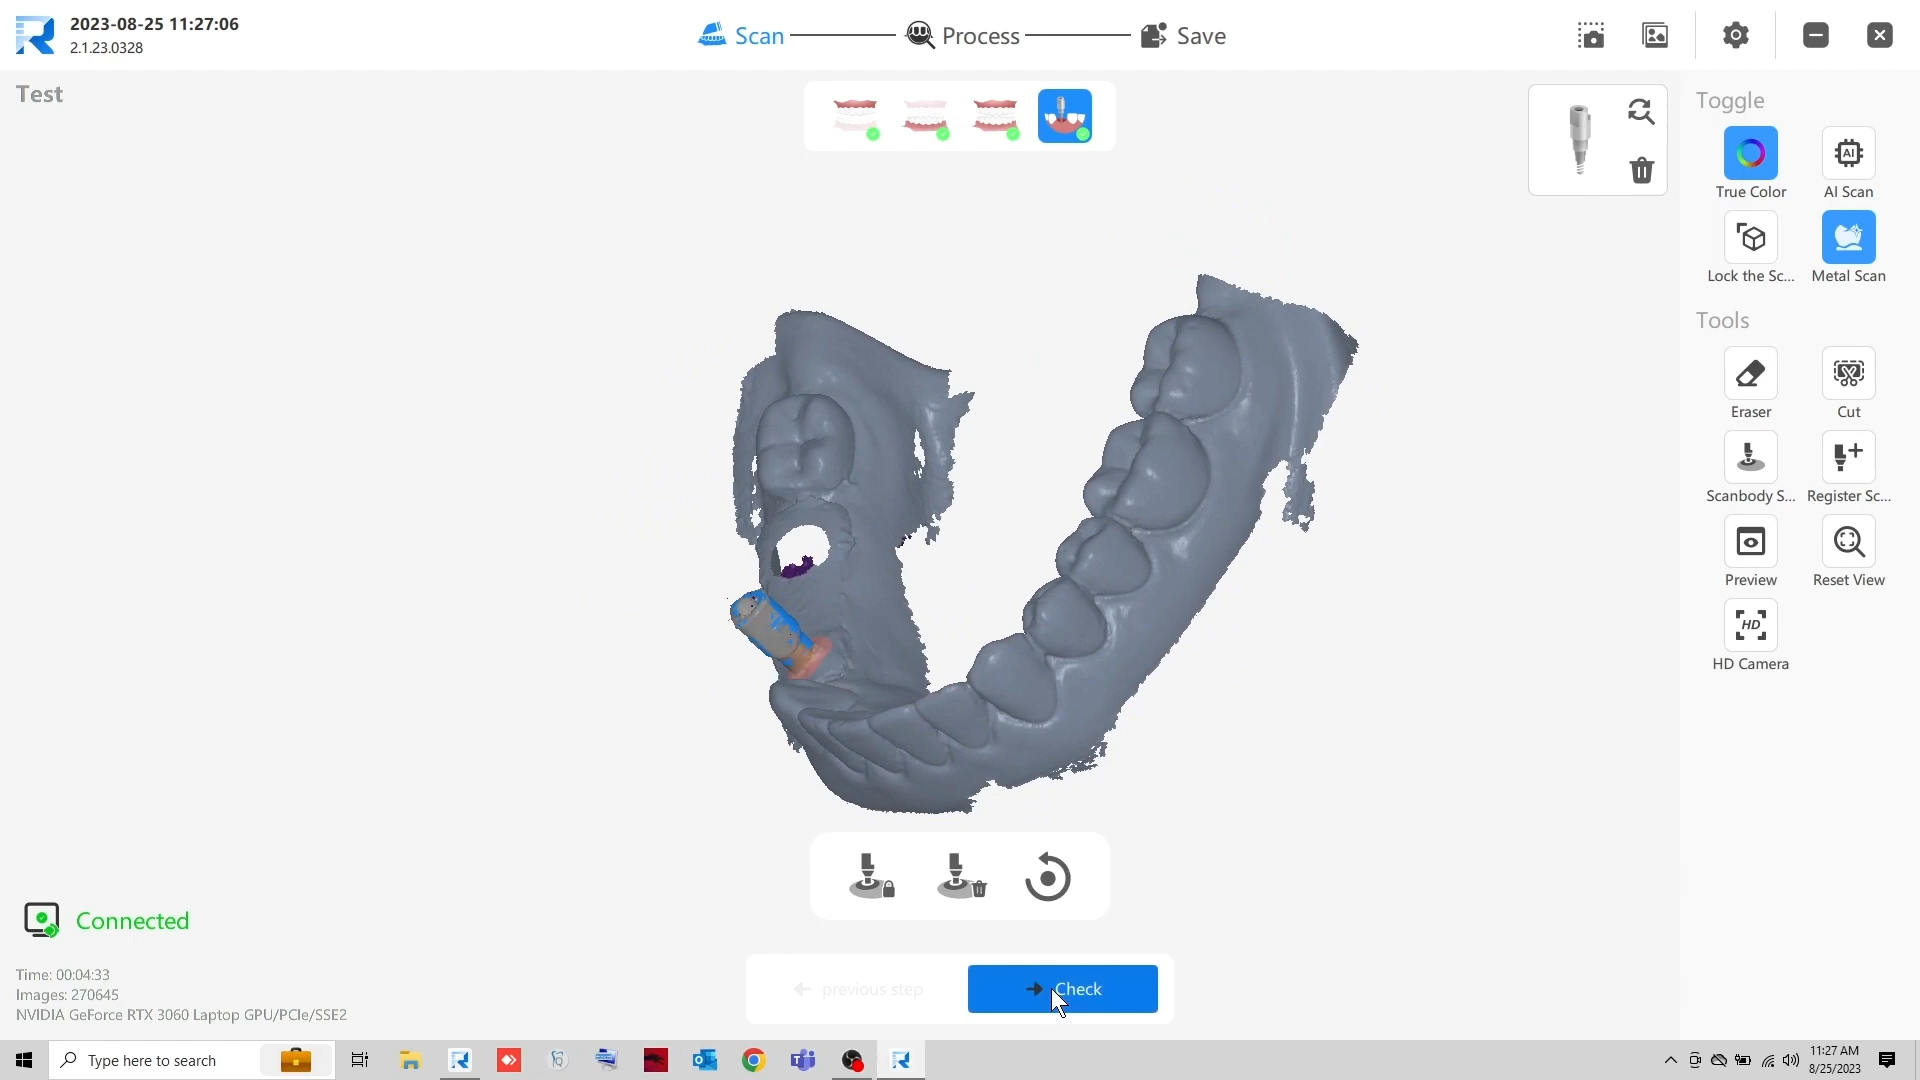 2023-08-25 11:27:06
2.1.23.0328
Scan
Process
Save
Test
Toggle
True Color
AI
AI Scan
Lock the Sc...
Metal Scan
Tools
Eraser
Cut
Scanbody S...
Register Sc...
Preview
Reset View
HD
HD Camera
Connected
Time: 00:04:33
Images: 270645
NVIDIA GeForce RTX 3060 Laptop GPU/PCIe/SSE2
previous step
Check
Type here to search
11:27 AM
8/25/2023